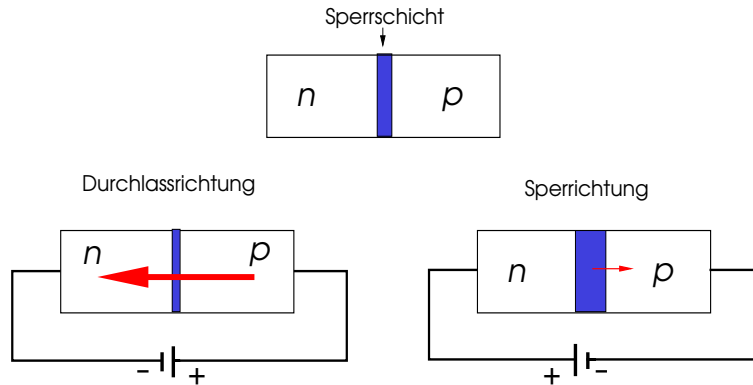 Sperrschicht
n p
Durchlassrichtung Sperrichtung
n p n p
- + + -